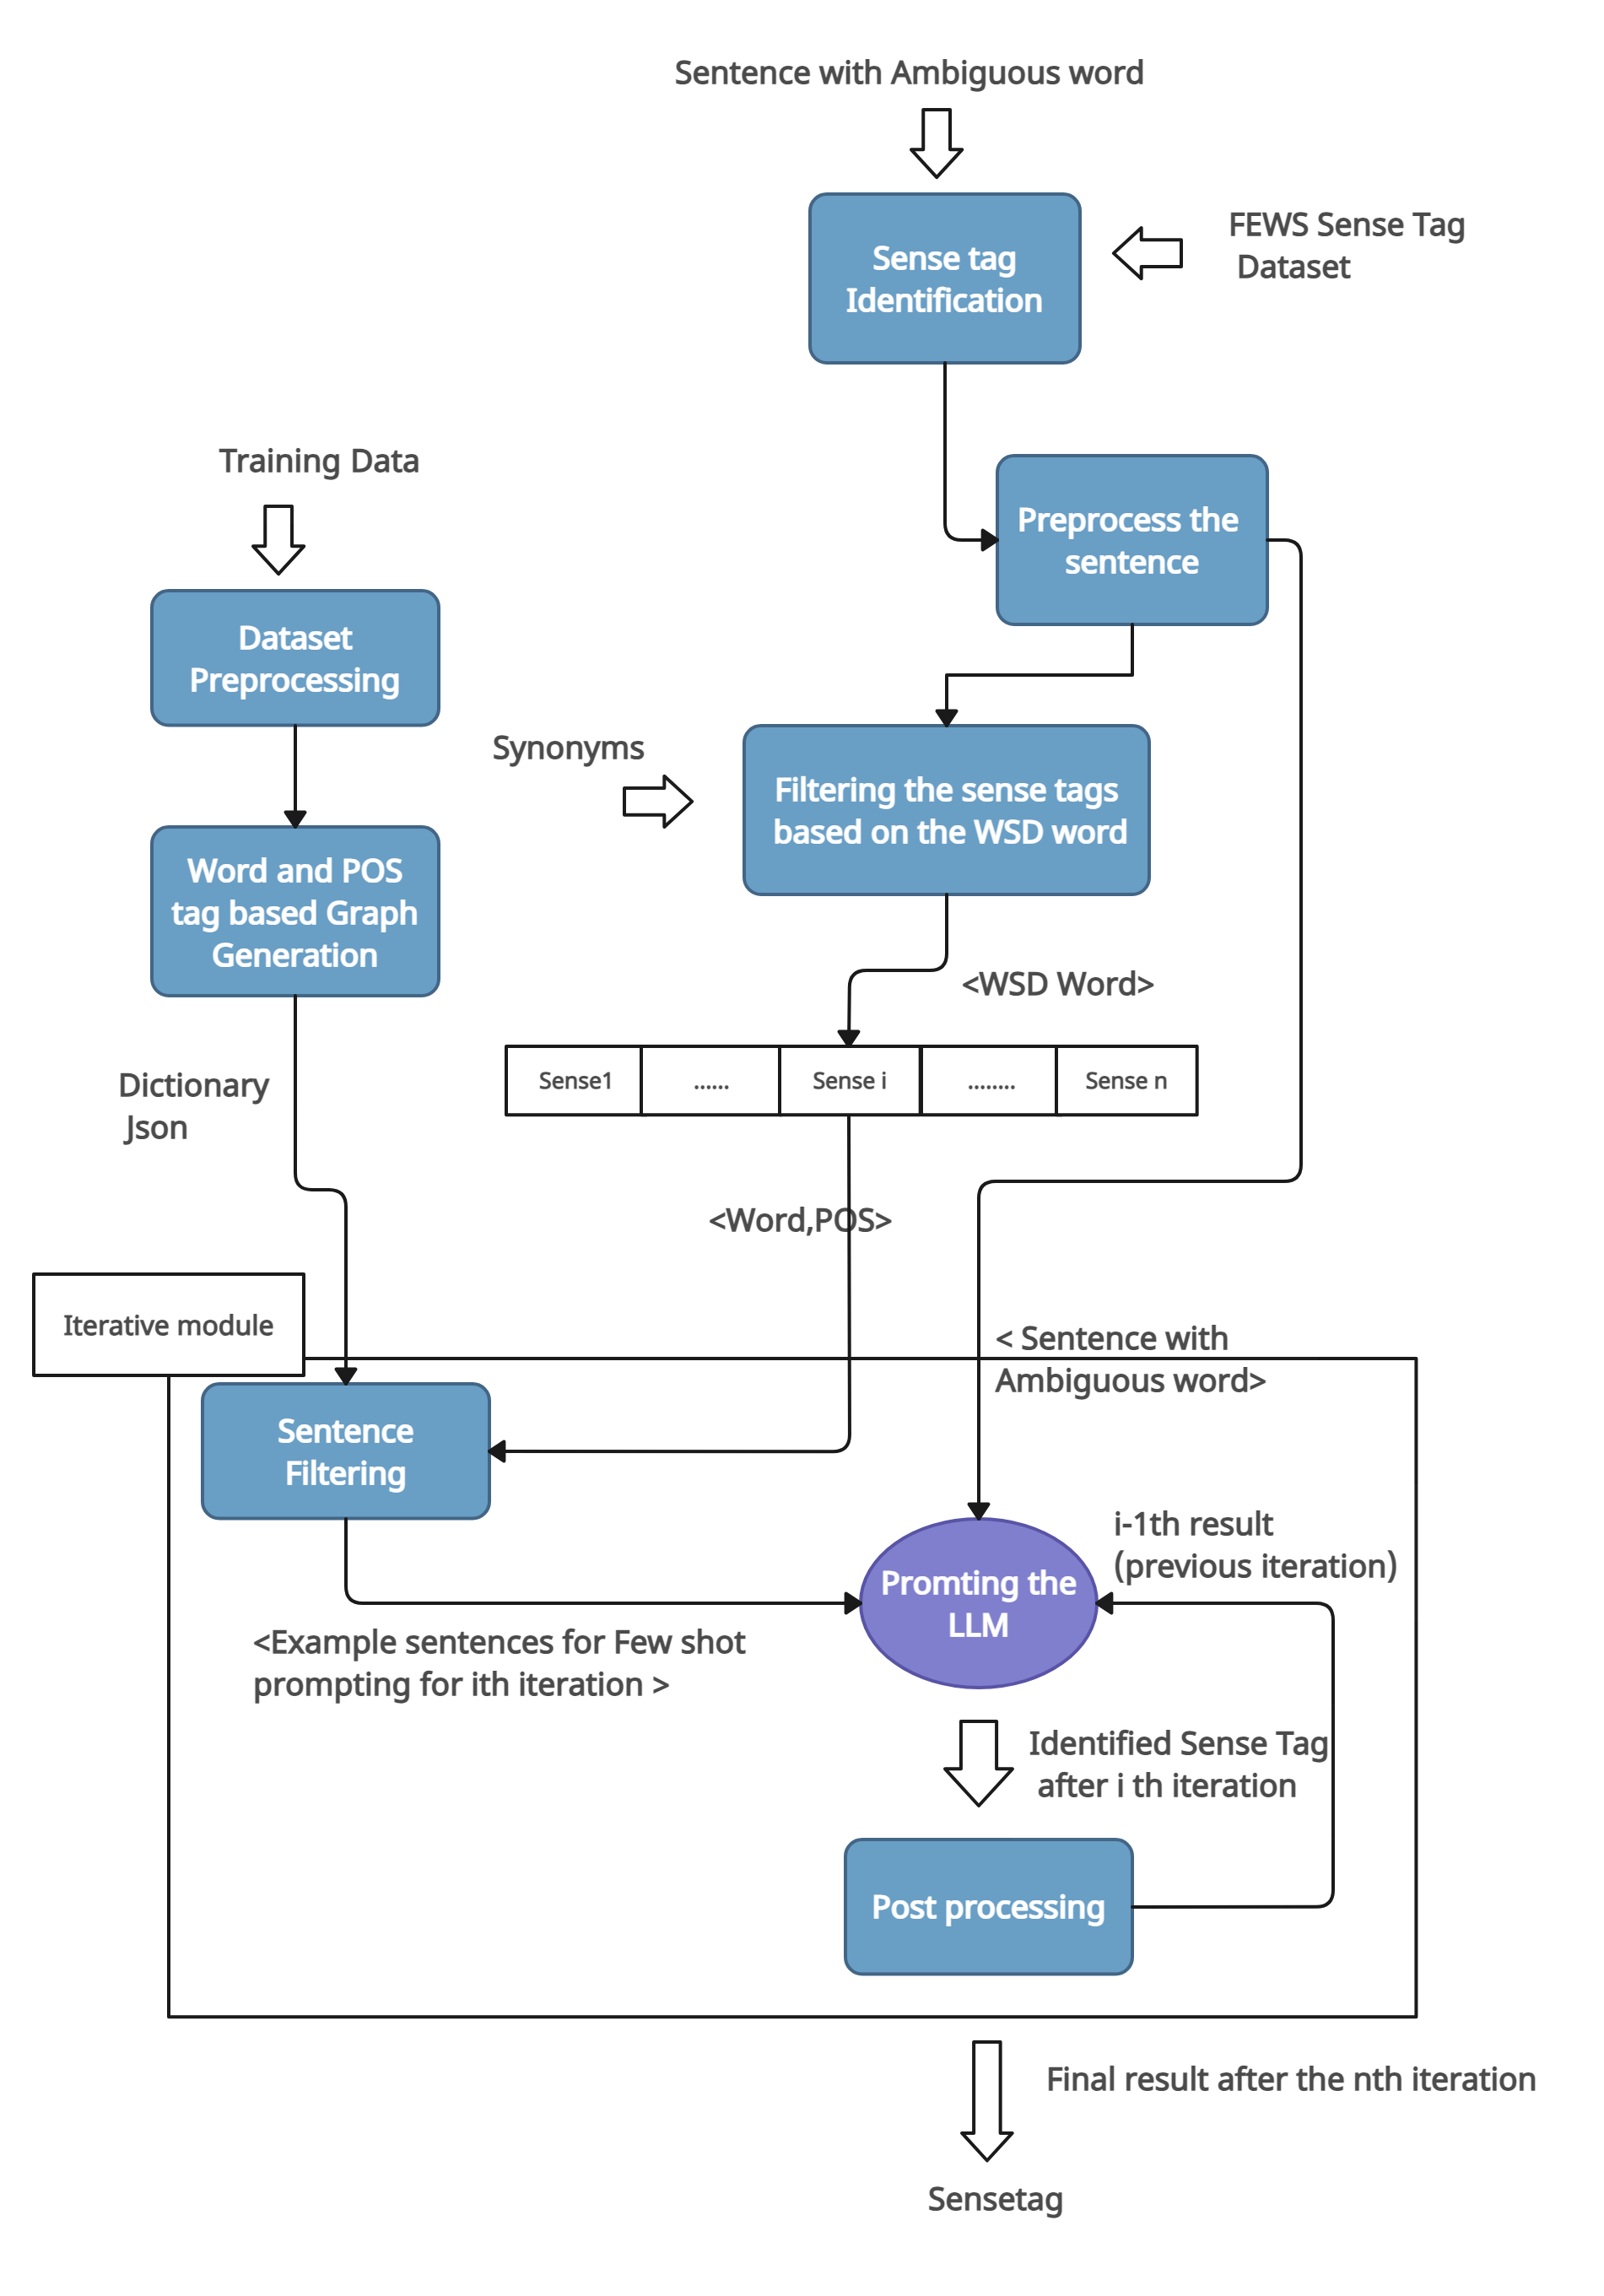 Sentence with Ambiguous word
Sense tag
Identification
FEWS Sense Tag
Dataset
Training Data
Preprocess the
sentence
Dataset
Preprocessing
Synonyms
Filtering the sense tags
based on the WSD word
Word and POS
tag based Graph
Generation
<WSD Word>
Sense1
......
Sense i
........
Sense n
Dictionary
Json
<Word,POS>
Iterative module
< Sentence with
Ambiguous word>
Sentence
Filtering
i-1th result
(previous iteration)
Promting the
LLM
<Example sentences for Few shot
prompting for ith iteration >
Identified Sense Tag
after i th iteration
Post processing
Final result after the nth iteration
Sensetag